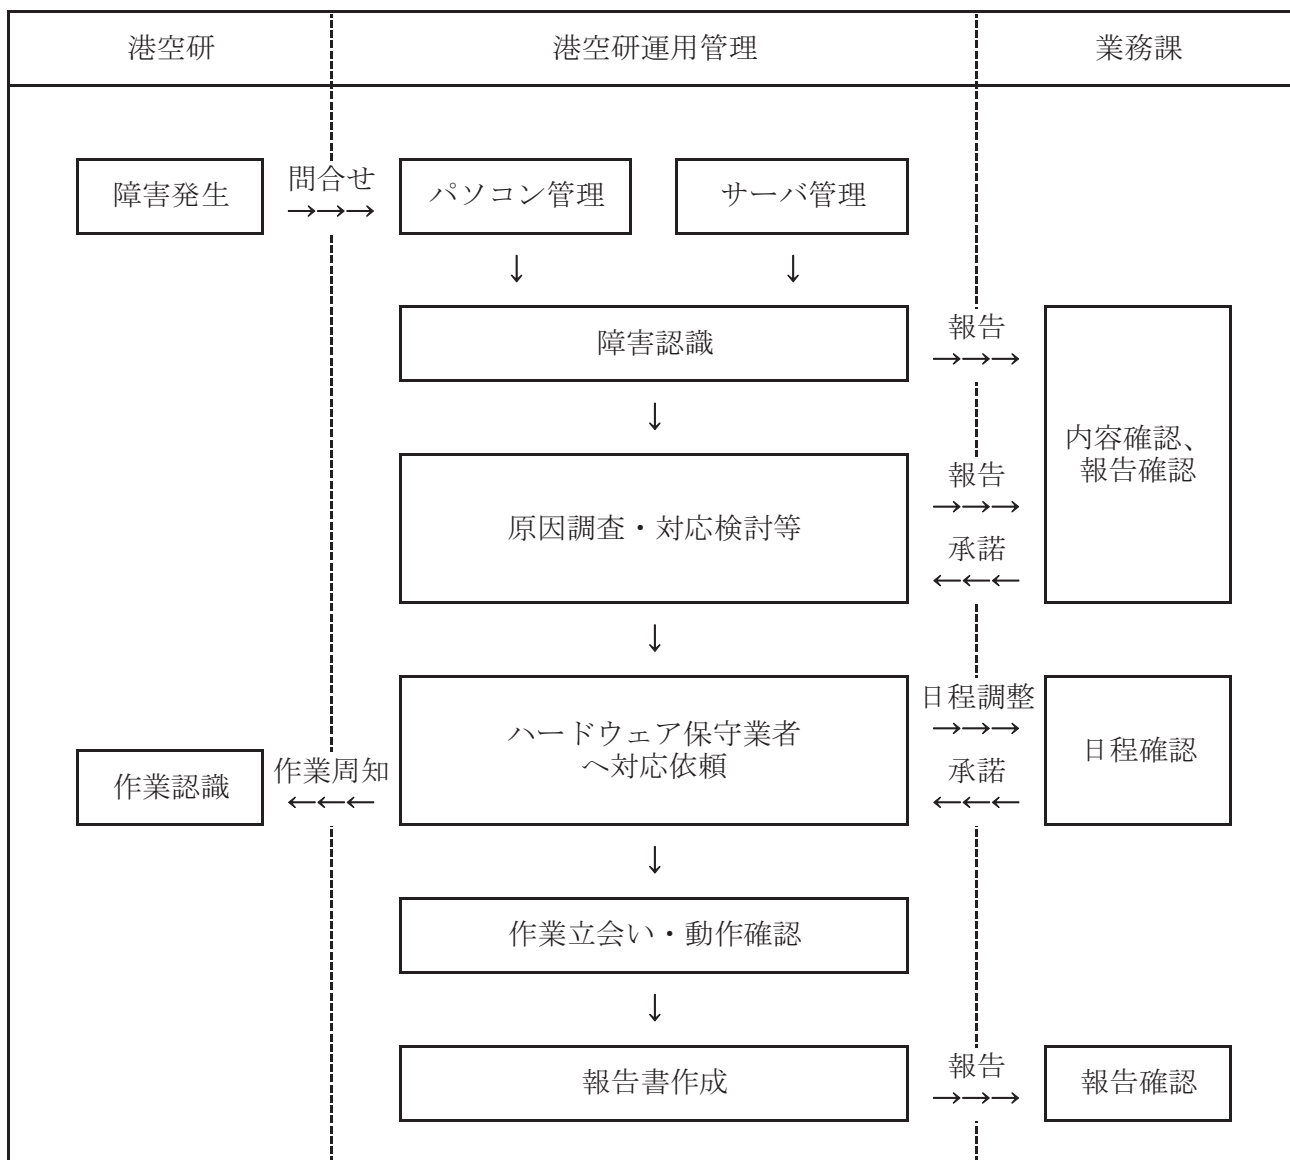 港空研
港空研運用管理
業務課
障害発生
問合せ
→→→
パソコン管理
サーバ管理
↓
↓
障害認識
報告
→→→
↓
原因調査・対応検討等
報告
→→→
承諾
←←←
内容確認、
報告確認
↓
ハードウェア保守業者
へ対応依頼
日程調整
→→→
承諾
←←←
日程確認
作業認識
作業周知
←←←
↓
作業立会い・動作確認
↓
報告書作成
報告
→→→
報告確認